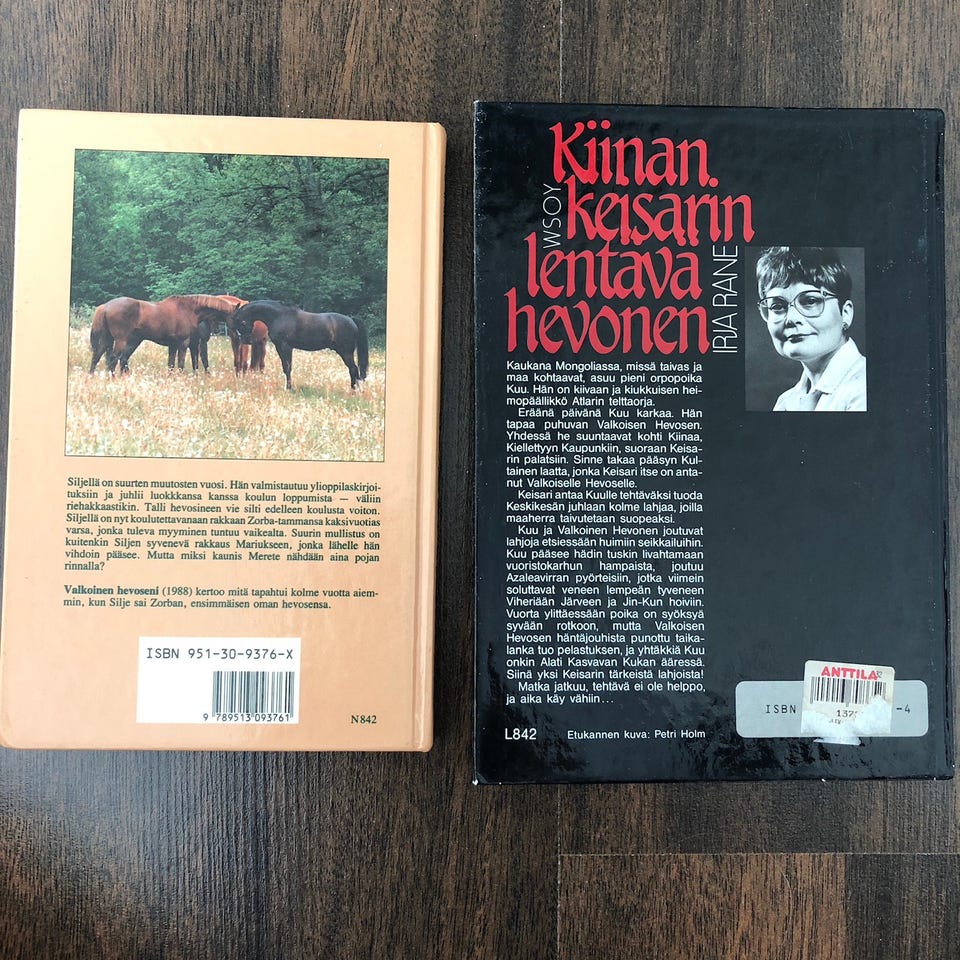 Siljellä on suurten muutosten vuosi. Hän valmistautuu ylioppilaskirjoi-
tuksiin ja juhlii luokkkansa kanssa koulun loppumista — väliin
riehakkaastikin. Talli hevosineen vie silti edelleen koulusta voiton.
Siljellä on nyt koulutettavanaan rakkaan Zorba-tammansa kaksivuotias
varsa, jonka tuleva myyminen tuntuu vaikealta. Suurin mullistus on
kuitenkin Siljen syvenevä rakkaus Mariukseen, jonka lähelle hän
vihdoin pääsee. Mutta miksi kaunis Merete nähdään aina pojan
rinnalla?
Valkoinen hevoseni (1988) kertoo mitä tapahtui kolme vuotta aiem-
min, kun Silje sai Zorban, ensimmäisen oman hevosensa.
ISBN 951-30-9376-X
9 789513 093761
N842
Kiinan
keisarin
lentävä
hevonen
WSOY
IRJA RANE
Kaukana Mongoliassa, missä taivas ja
maa kohtaavat, asuu pieni orpopoika
Kuu. Hän on kiivaan ja kiukkuisen hei-
mopäällikkö Atlarin telttaorja.
Eräänä päivänä Kuu karkaa. Hän
tapaa puhuvan Valkoisen Hevosen.
Yhdessä he suuntaavat kohti Kiinaa,
Kiellettyyn Kaupunkiin, suoraan Keisa-
rin palatsiin. Sinne takaa pääsyn Kul-
tainen laatta, jonka Keisari itse on anta-
nut Valkoiselle Hevoselle.
Keisari antaa Kuulle tehtäväksi tuoda
Keskikesän juhlaan kolme lahjaa, joilla
maaherra taivutetaan suopeaksi.
Kuu ja Valkoinen Hevonen joutuvat
lahjoja etsiessään huimiin seikkailuihin.
Kuu pääsee hädin tuskin livahtamaan
vuoristokarhun hampaista, joutuu
Azaleavirran pyörteisiin, jotka viimein
soluttavat veneen lempeän tyveneen
Viheriään Järveen ja Jin-Kun hoiviin.
Vuorta ylittäessään poika on syöksyä
syvään rotkoon, mutta Valkoisen
Hevosen häntäjouhista punottu taika-
lanka tuo pelastuksen, ja yhtäkkiä Kuu
onkin Alati Kasvavan Kukan ääressä.
Siinä yksi Keisarin tärkeistä lahjoista!
Matka jatkuu, tehtävä ei ole helppo,
ja aika käy vähiin...
L842
Etukannen kuva: Petri Holm
ANTTILA
ISBN
-4